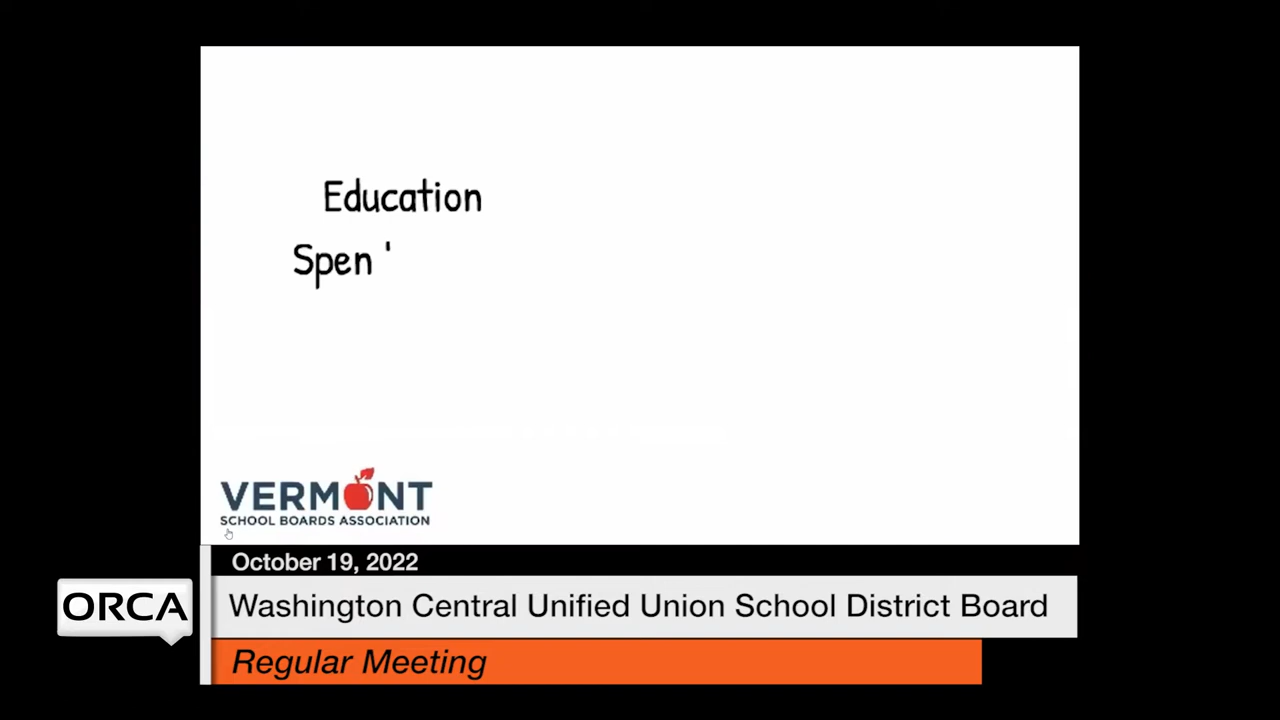 Education
Spen '
VERMONT
SCHOOL BOARDS ASSOCIATION
October 19, 2022
ORCA
Washington Central Unified Union School District Board
Regular Meeting